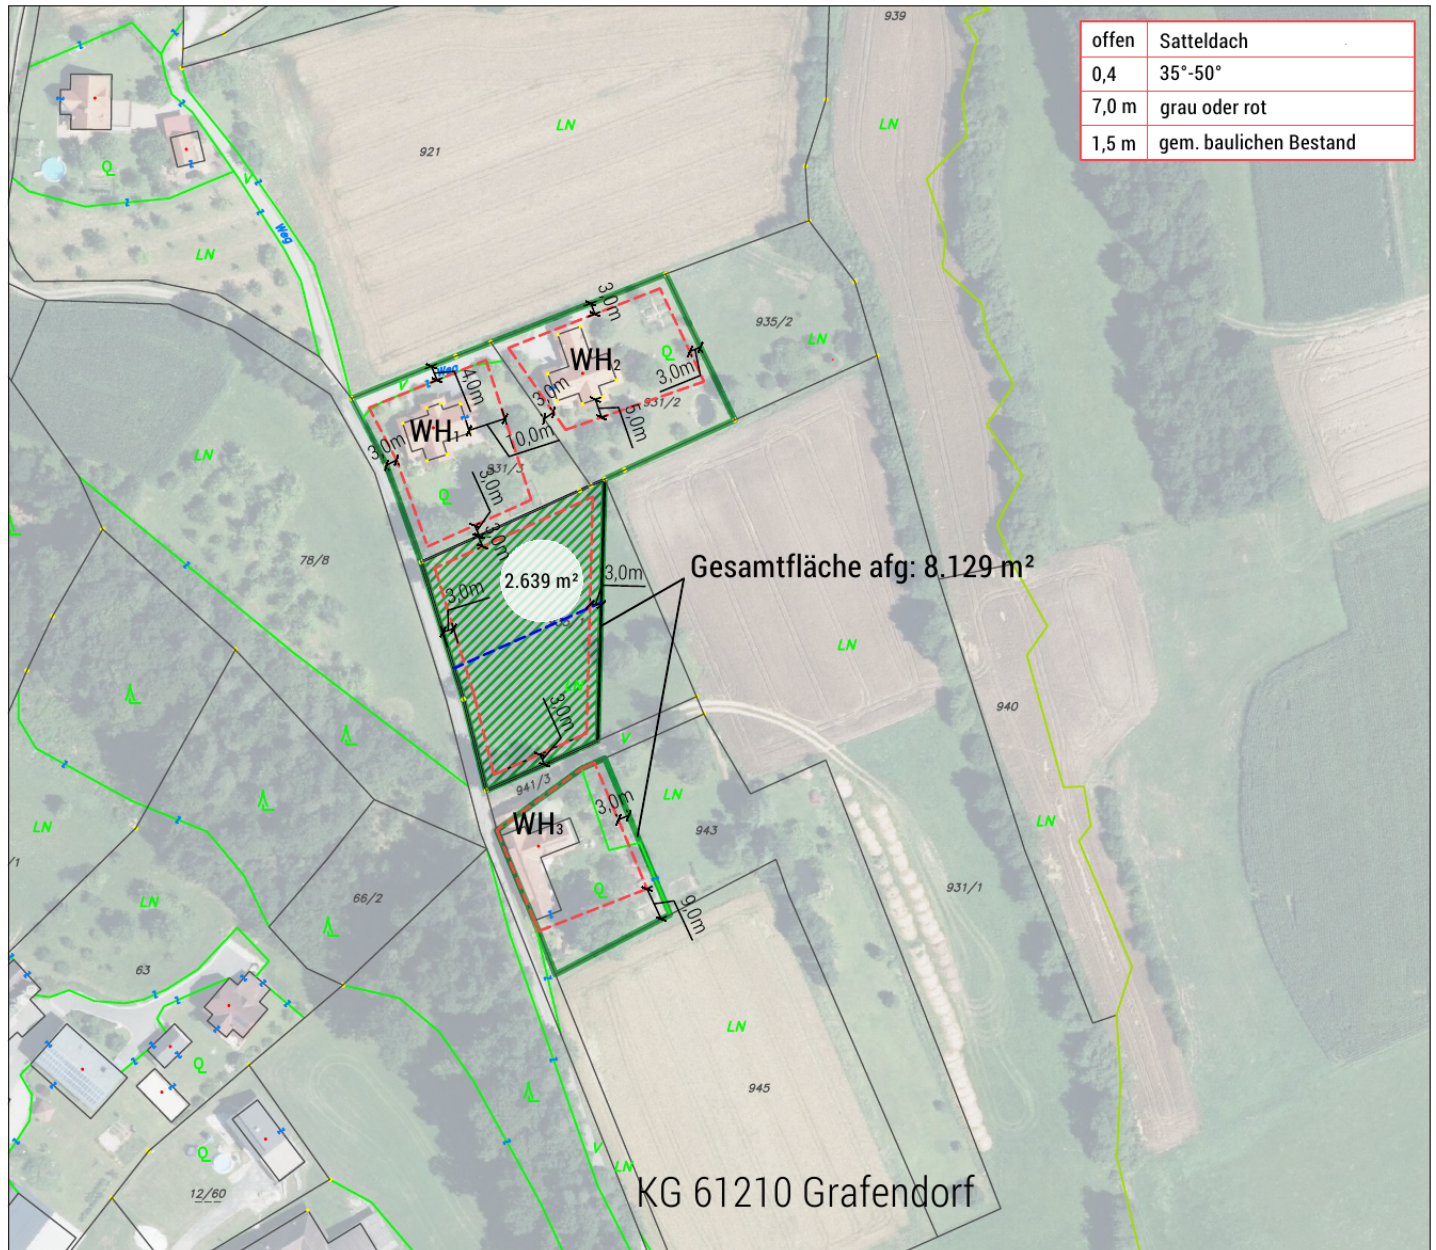 939
offen Satteldach
0,4 35°-50°
7,0 m grau oder rot
1,5 m gem. baulichen Bestand
LN
LN
921
Q
V
Weg
LN
3,0m
935/2
LN
WH2
Q
3,0m
V
Weg
4,0m
3,0m
931/2
5,0m
WH1
10,0m
3,0m
LN
931/3
3,0m
Q
3,0m
78/8
2.639 m²
3,0m
3,0m
Gesamtfläche afg: 8.129 m²
LN
LN
3,0m
940
V
941/3
LN
3,0m
WH3
943
LN
LN
Q
931/1
66/2
LN
9,0m
63
LN
Q
945
V
Q
LN
12/60
KG 61210 Grafendorf